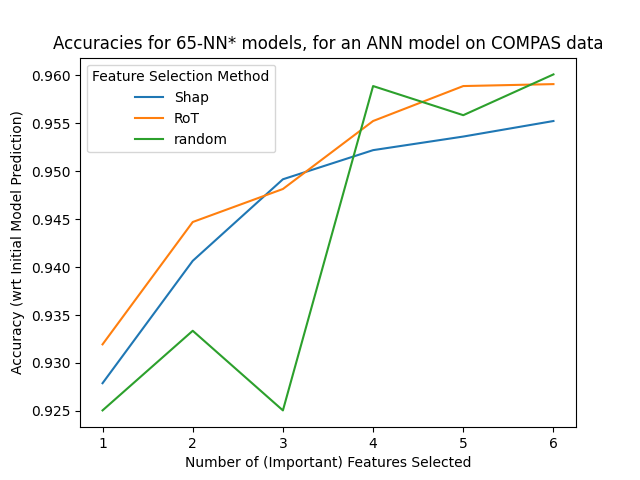 Accuracies for 65-NN* models, for an ANN model on COMPAS data
Feature Selection Method
Shap
RoT
random
Accuracy (wrt Initial Model Prediction)
0.960
0.955
0.950
0.945
0.940
0.935
0.930
0.925
1 2 3 4 5 6
Number of (Important) Features Selected